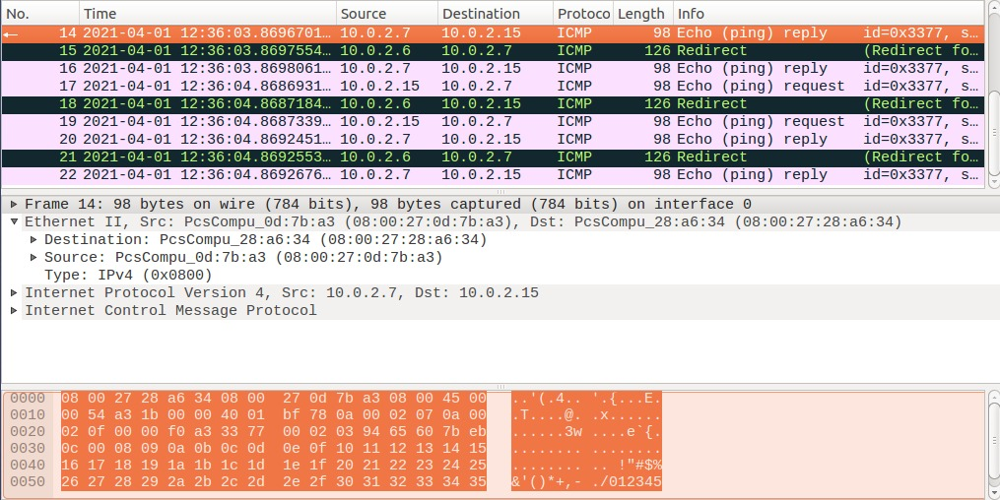 No. Time Source Destination Protoco Length Info
14 2021-04-01 12:36:03.8696701… 10.0.2.7 10.0.2.15 ICMP 98 Echo (ping) reply id=0x3377, s…
15 2021-04-01 12:36:03.8697554… 10.0.2.6 10.0.2.7 ICMP 126 Redirect (Redirect fo…
16 2021-04-01 12:36:03.8698061… 10.0.2.7 10.0.2.15 ICMP 98 Echo (ping) reply id=0x3377, s…
17 2021-04-01 12:36:04.8686931… 10.0.2.15 10.0.2.7 ICMP 98 Echo (ping) request id=0x3377, s…
18 2021-04-01 12:36:04.8687184… 10.0.2.6 10.0.2.15 ICMP 126 Redirect (Redirect fo…
19 2021-04-01 12:36:04.8687339… 10.0.2.15 10.0.2.7 ICMP 98 Echo (ping) request id=0x3377, s…
20 2021-04-01 12:36:04.8692451… 10.0.2.7 10.0.2.15 ICMP 98 Echo (ping) reply id=0x3377, s…
21 2021-04-01 12:36:04.8692553… 10.0.2.6 10.0.2.7 ICMP 126 Redirect (Redirect fo…
22 2021-04-01 12:36:04.8692676… 10.0.2.7 10.0.2.15 ICMP 98 Echo (ping) reply id=0x3377, s…
Frame 14: 98 bytes on wire (784 bits), 98 bytes captured (784 bits) on interface 0
Ethernet II, Src: PcsCompu_0d:7b:a3 (08:00:27:0d:7b:a3), Dst: PcsCompu_28:a6:34 (08:00:27:28:a6:34)
Destination: PcsCompu_28:a6:34 (08:00:27:28:a6:34)
Source: PcsCompu_0d:7b:a3 (08:00:27:0d:7b:a3)
Type: IPv4 (0x0800)
Internet Protocol Version 4, Src: 10.0.2.7, Dst: 10.0.2.15
Internet Control Message Protocol
0000 08 00 27 28 a6 34 08 00 27 0d 7b a3 08 00 45 00 ..'(.4.. '.{...E.
0010 00 54 a3 1b 00 00 40 01 bf 78 0a 00 02 07 0a 00 .T....@. .x......
0020 02 0f 00 00 f0 a3 33 77 00 02 03 94 65 60 7b eb ......3w ....e`{.
0030 0c 00 08 09 0a 0b 0c 0d 0e 0f 10 11 12 13 14 15 ........ ........
0040 16 17 18 19 1a 1b 1c 1d 1e 1f 20 21 22 23 24 25 ........ .. !"#$%
0050 26 27 28 29 2a 2b 2c 2d 2e 2f 30 31 32 33 34 35 &'()*+,- ./012345